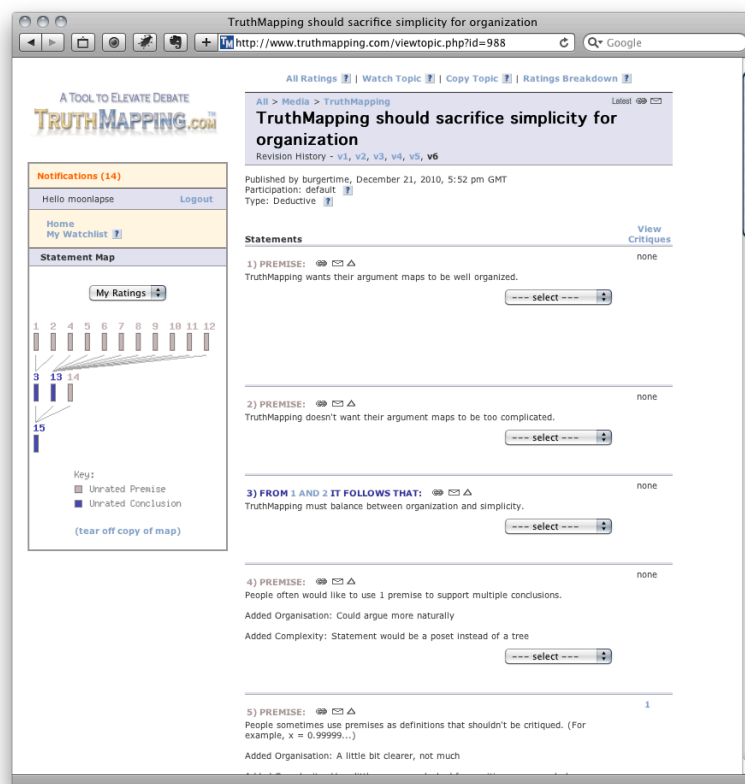 TruthMapping should sacrifice simplicity for organization
http://www.truthmapping.com/viewtopic.php?id=988
Google
All Ratings ? | Watch Topic ? | Copy Topic ? | Ratings Breakdown ?
A TOOL TO ELEVATE DEBATE
TRUTHMAPPING.COM
Notifications (14)
Hello moonlapse Logout
Home
My Watchlist ?
Statement Map
My Ratings
1 2 4 5 6 7 8 9 10 11 12
3 13 14
15
Key:
Unrated Premise
Unrated Conclusion
(tear off copy of map)
All > Media > TruthMapping Latest
TruthMapping should sacrifice simplicity for
organization
Revision History - v1, v2, v3, v4, v5, v6
Published by burgertime, December 21, 2010, 5:52 pm GMT
Participation: default ?
Type: Deductive ?
Statements View
Critiques
1) PREMISE: none
TruthMapping wants their argument maps to be well organized.
--- select ---
2) PREMISE: none
TruthMapping doesn't want their argument maps to be too complicated.
--- select ---
3) FROM 1 AND 2 IT FOLLOWS THAT: none
TruthMapping must balance between organization and simplicity.
--- select ---
4) PREMISE: none
People often would like to use 1 premise to support multiple conclusions.
Added Organisation: Could argue more naturally
Added Complexity: Statement would be a poset instead of a tree
--- select ---
5) PREMISE: 1
People sometimes use premises as definitions that shouldn't be critiqued. (For
example, x = 0.99999...)
Added Organisation: A little bit clearer, not much